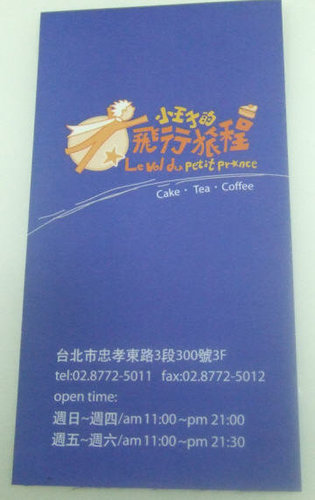 小王子的
飛行旅程
Le vol du petit prince
Cake · Tea · Coffee
台北市忠孝東路3段300號3F
tel:02.8772-5011 fax:02.8772-5012
open time:
週日~週四/am 11:00~pm 21:00
週五~週六/am 11:00~pm 21:30